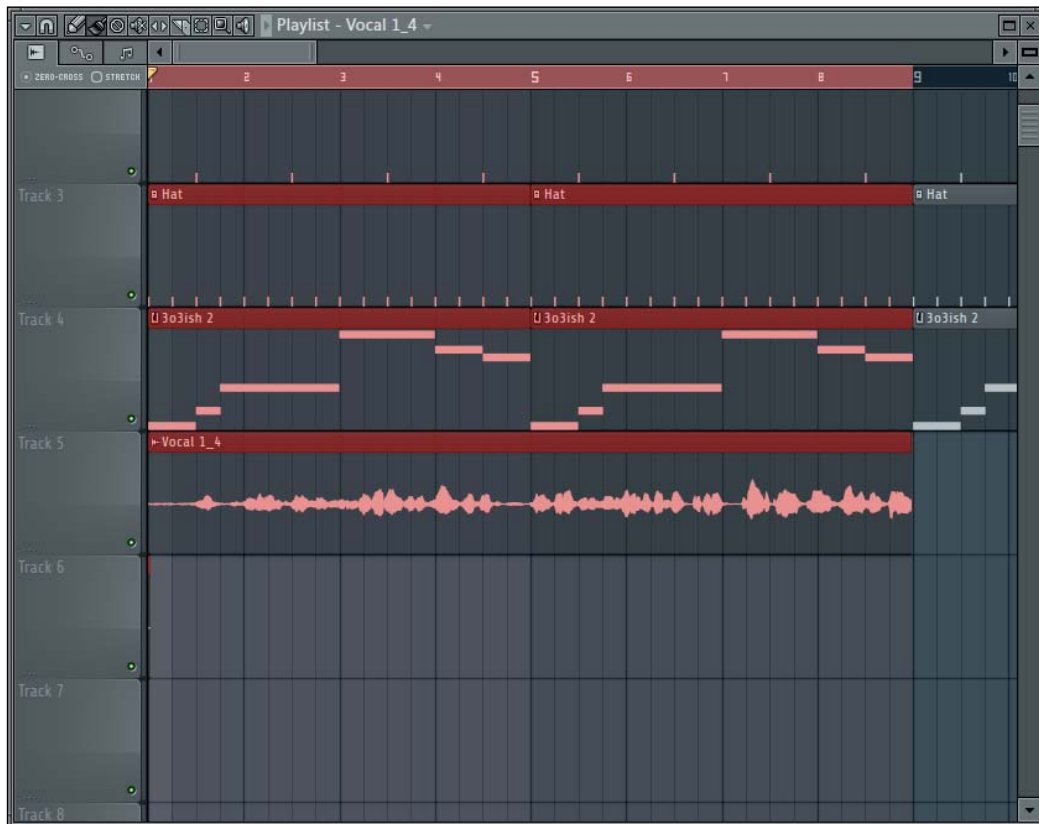 Playlist - Vocal 1_4
ZERO-CROSS STRETCH
2 3 4 5 6 7 8 9 10
Track 3
Hat Hat Hat
Track 4
3o3ish 2 3o3ish 2 3o3ish 2
Track 5
Vocal 1_4
Track 6
Track 7
Track 8